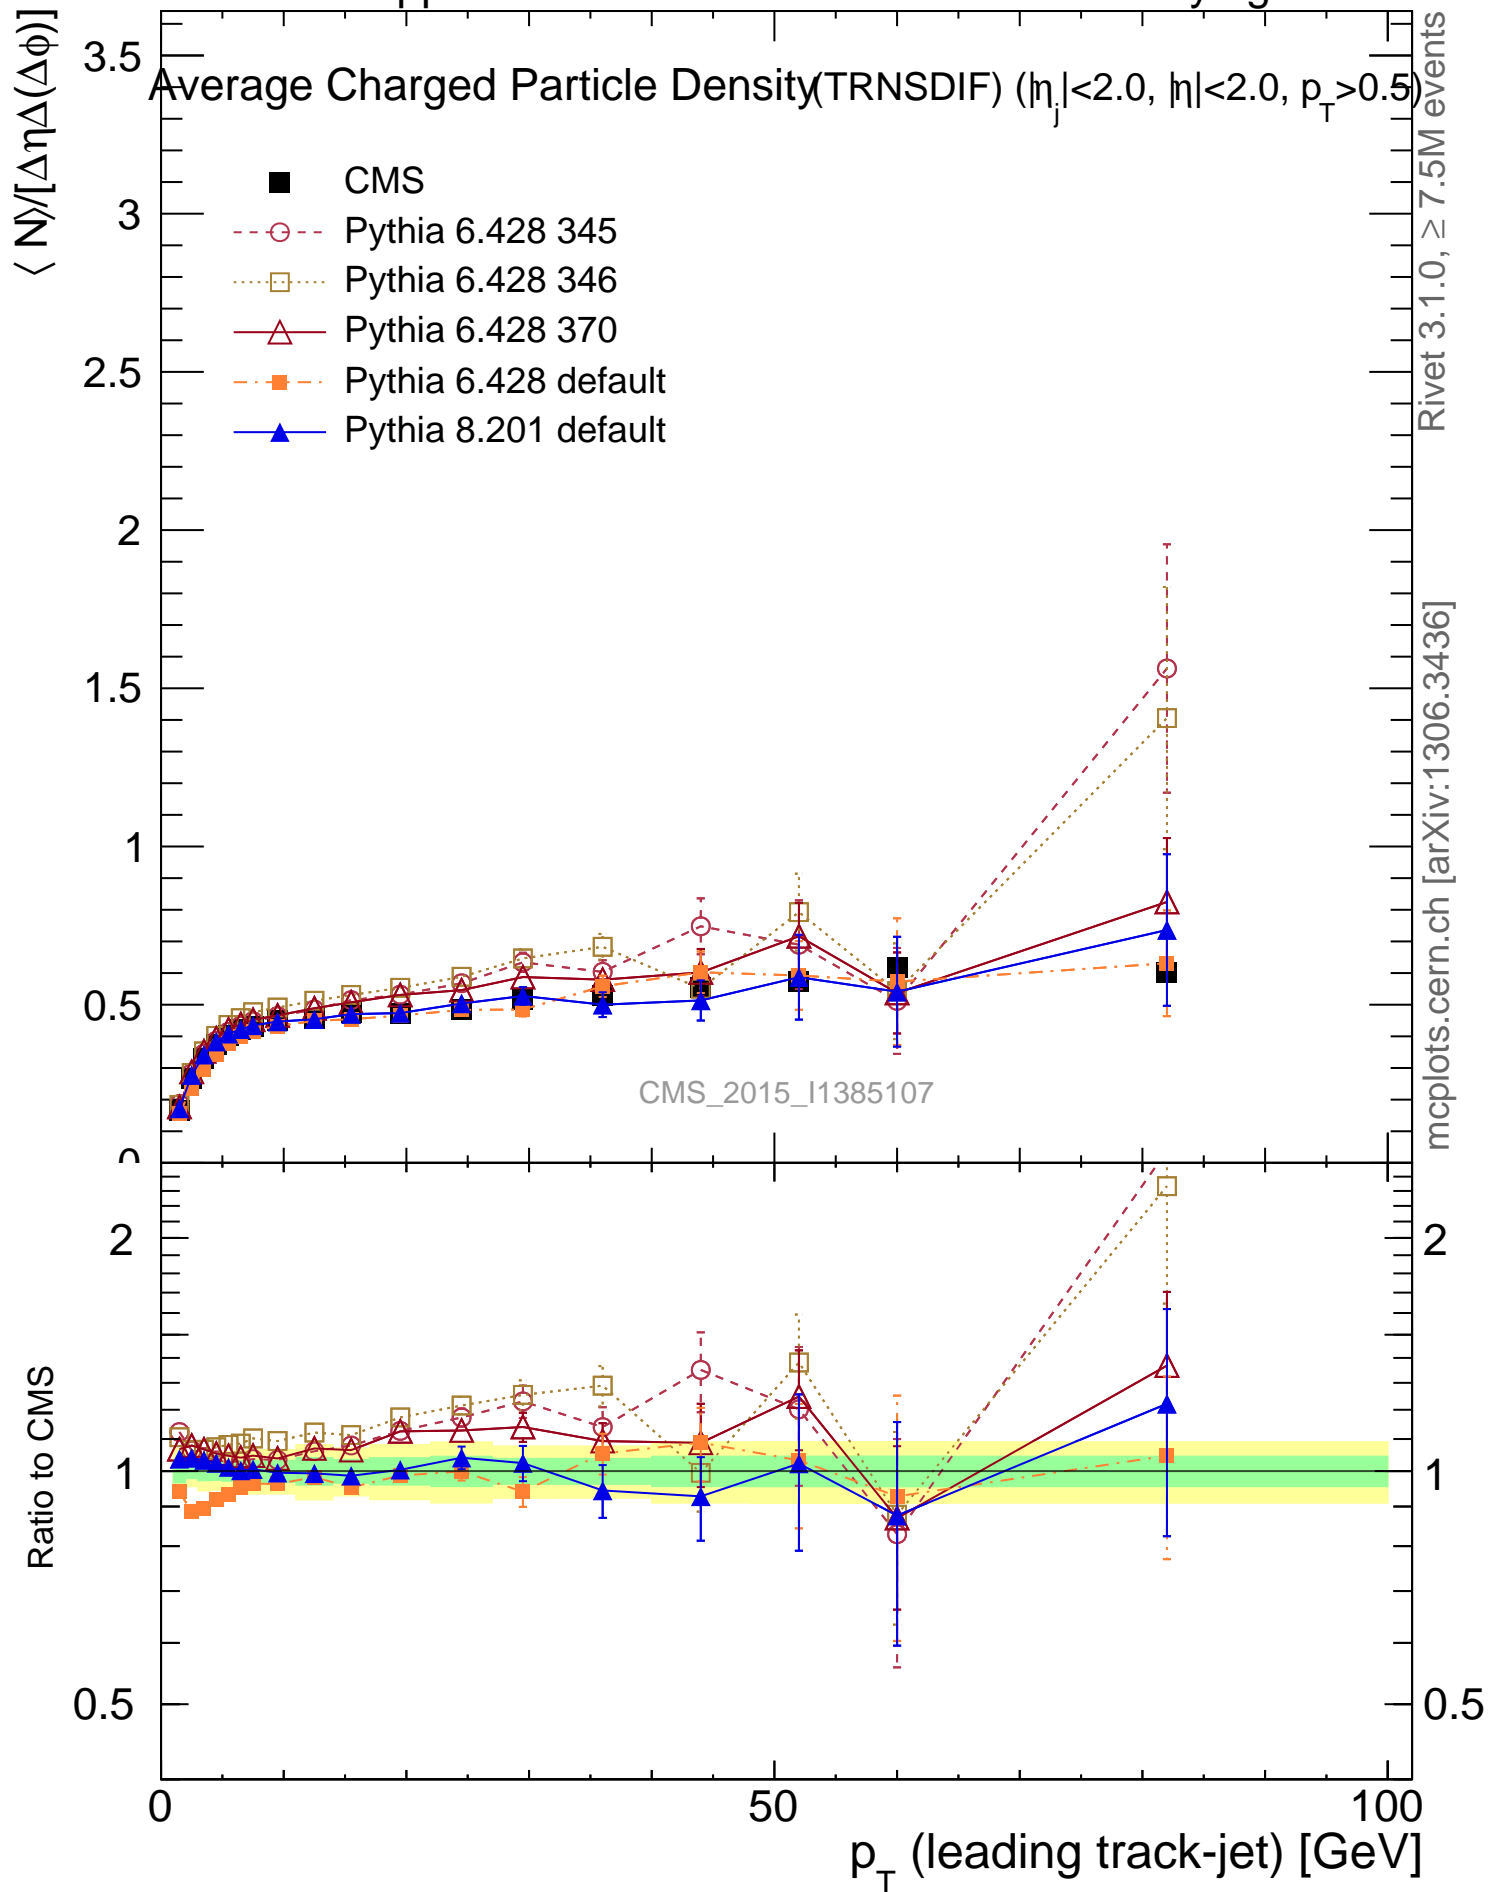 ⟨ N⟩/[ΔηΔ(Δϕ)]
Average Charged Particle Density (TRNSDIF) (|ηj|<2.0, |η|<2.0, pT>0.5)
CMS
Pythia 6.428 345
Pythia 6.428 346
Pythia 6.428 370
Pythia 6.428 default
Pythia 8.201 default
3.5
3
2.5
2
1.5
1
0.5
0
CMS_2015_I1385107
Rivet 3.1.0, ≥ 7.5M events
mcplots.cern.ch [arXiv:1306.3436]
Ratio to CMS
2
1
0.5
2
1
0.5
0
50
100
pT (leading track-jet) [GeV]